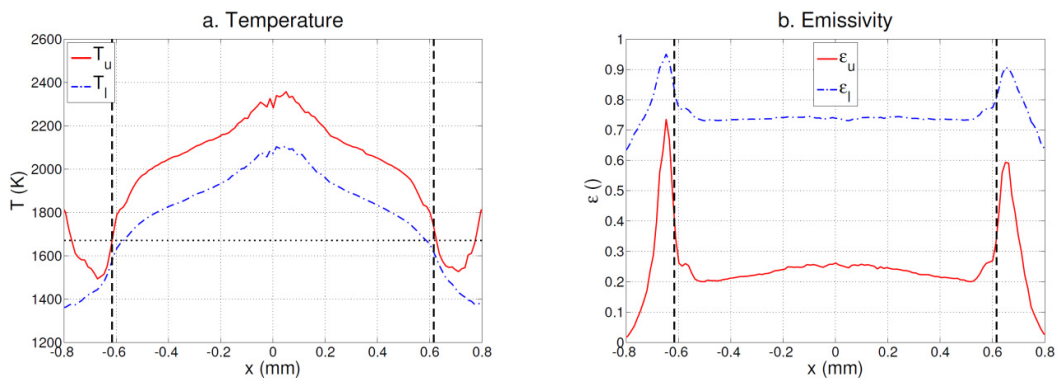 a. Temperature
T (K)
2600
2400
2200
2000
1800
1600
1400
1200
T_u
T_l
-0.8 -0.6 -0.4 -0.2 0 0.2 0.4 0.6 0.8
x (mm)
b. Emissivity
ε ()
1
0.9
0.8
0.7
0.6
0.5
0.4
0.3
0.2
0.1
0
ε_u
ε_l
-0.8 -0.6 -0.4 -0.2 0 0.2 0.4 0.6 0.8
x (mm)